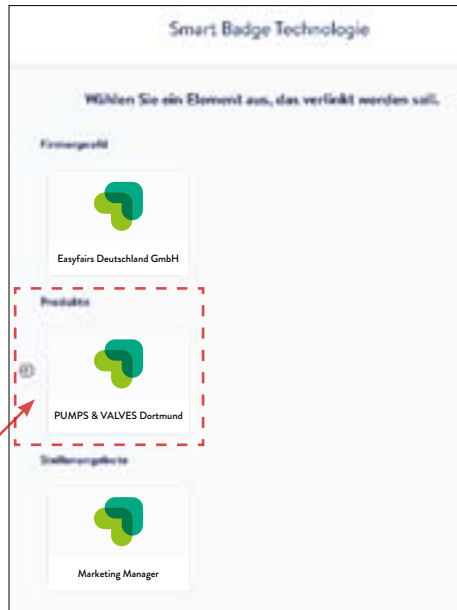 Smart Badge Technologie
Wählen Sie ein Element aus, das verlinkt werden soll.
Firmenprofil
Easyfairs Deutschland GmbH
Produkte
PUMPS & VALVES Dortmund
Stellenangebote
Marketing Manager